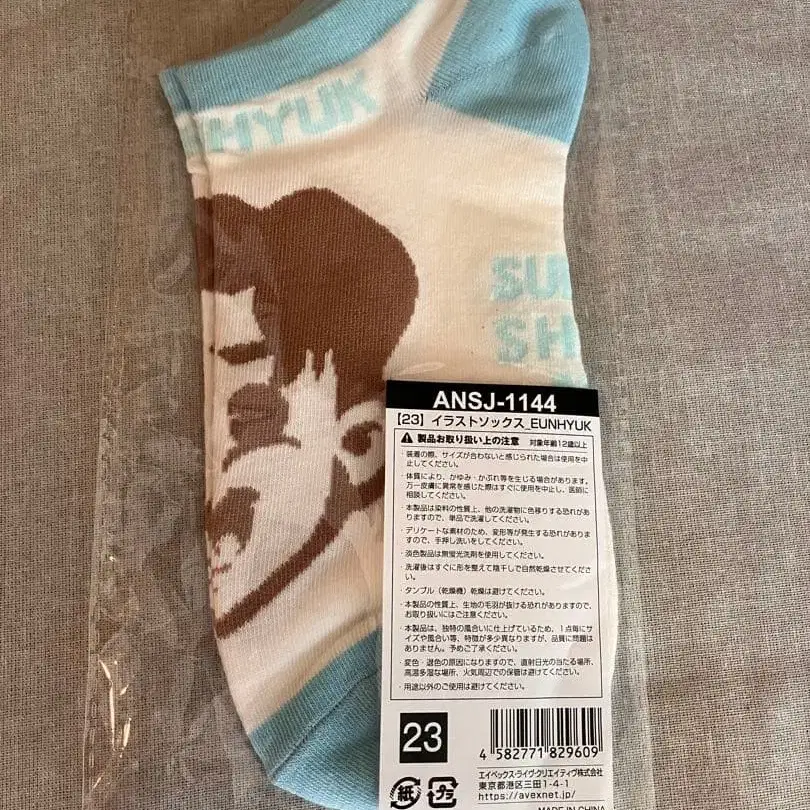 HYUK
SU
SH
ANSJ-1144
【23】イラストソックス_EUNHYUK
製品お取り扱い上の注意 対象年齢12歳以上
・装着の際、サイズが合わないと感じられた場合は使用を中
止してください。
・体質により、かゆみ・かぶれ等を生じる場合があります。
万一皮膚に異常を感じた際はすぐに使用を中止し、医師に
相談してください。
・本製品は染料の性質上、他の洗濯物に色移りする恐れがあ
りますので、単品で洗濯してください。
・デリケートな素材のため、変形等が発生する恐れがありま
すので、手押し洗いをしてください。
・淡色製品は無蛍光洗剤を使用してください。
・洗濯後はすぐに形を整えて陰干しで自然乾燥させてくださ
い。
・タンブル（乾燥機）乾燥は避けてください。
・本製品の性質上、生地の毛羽が抜ける恐れがありますので、
お取り扱いにはご注意ください。
・本製品は、独特の風合いに仕上げているため、1点毎にサ
イズや風合い等、特徴が多少異なりますが、品質に問題は
ありません。予めご了承ください。
・変色・退色の原因になりますので、直射日光の当たる場所、
高温多湿な場所、火気周辺での保管は避けてください。
・用途以外のご使用は避けてください。
23
4 582771 829609
紙
プラ
エイベックス・ライヴ・クリエイティヴ株式会社
東京都港区三田1-4-1
https://avexnet.jp/
MADE IN CHINA